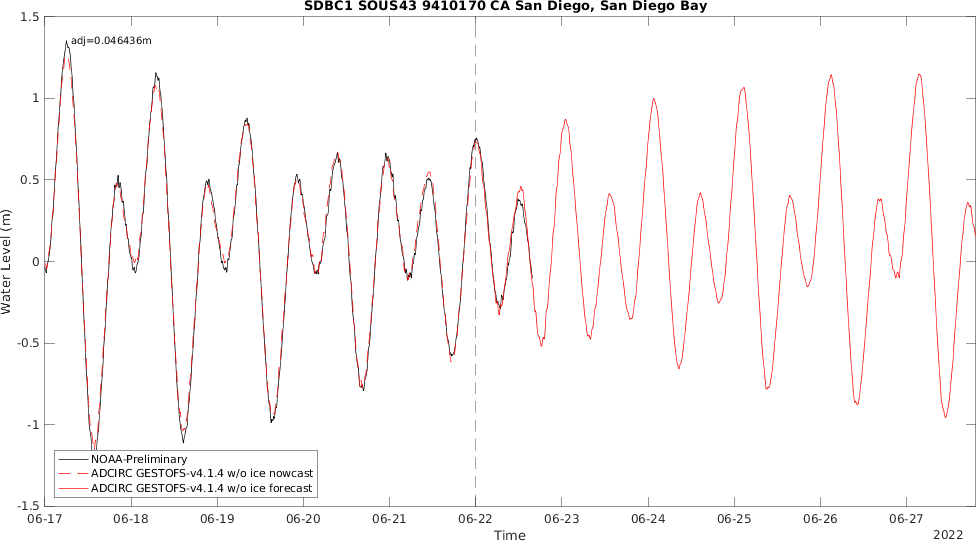 SDBC1 SOUS43 9410170 CA San Diego, San Diego Bay
1.5
adj=0.046436m
1
0.5
0
-0.5
-1
-1.5
Water Level (m)
NOAA-Preliminary
ADCIRC GESTOFS-v4.1.4 w/o ice nowcast
ADCIRC GESTOFS-v4.1.4 w/o ice forecast
06-17 06-18 06-19 06-20 06-21 06-22 06-23 06-24 06-25 06-26 06-27
Time
2022